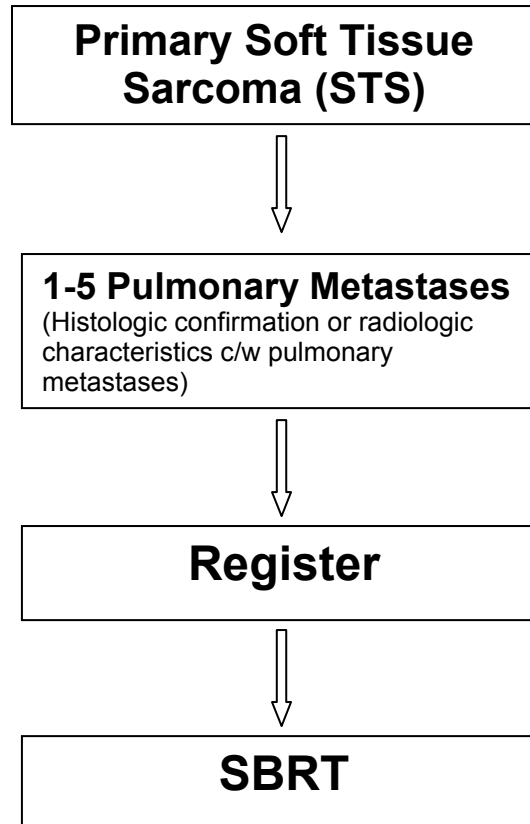 Primary Soft Tissue
Sarcoma (STS)
1-5 Pulmonary Metastases
(Histologic confirmation or radiologic
characteristics c/w pulmonary
metastases)
Register
SBRT